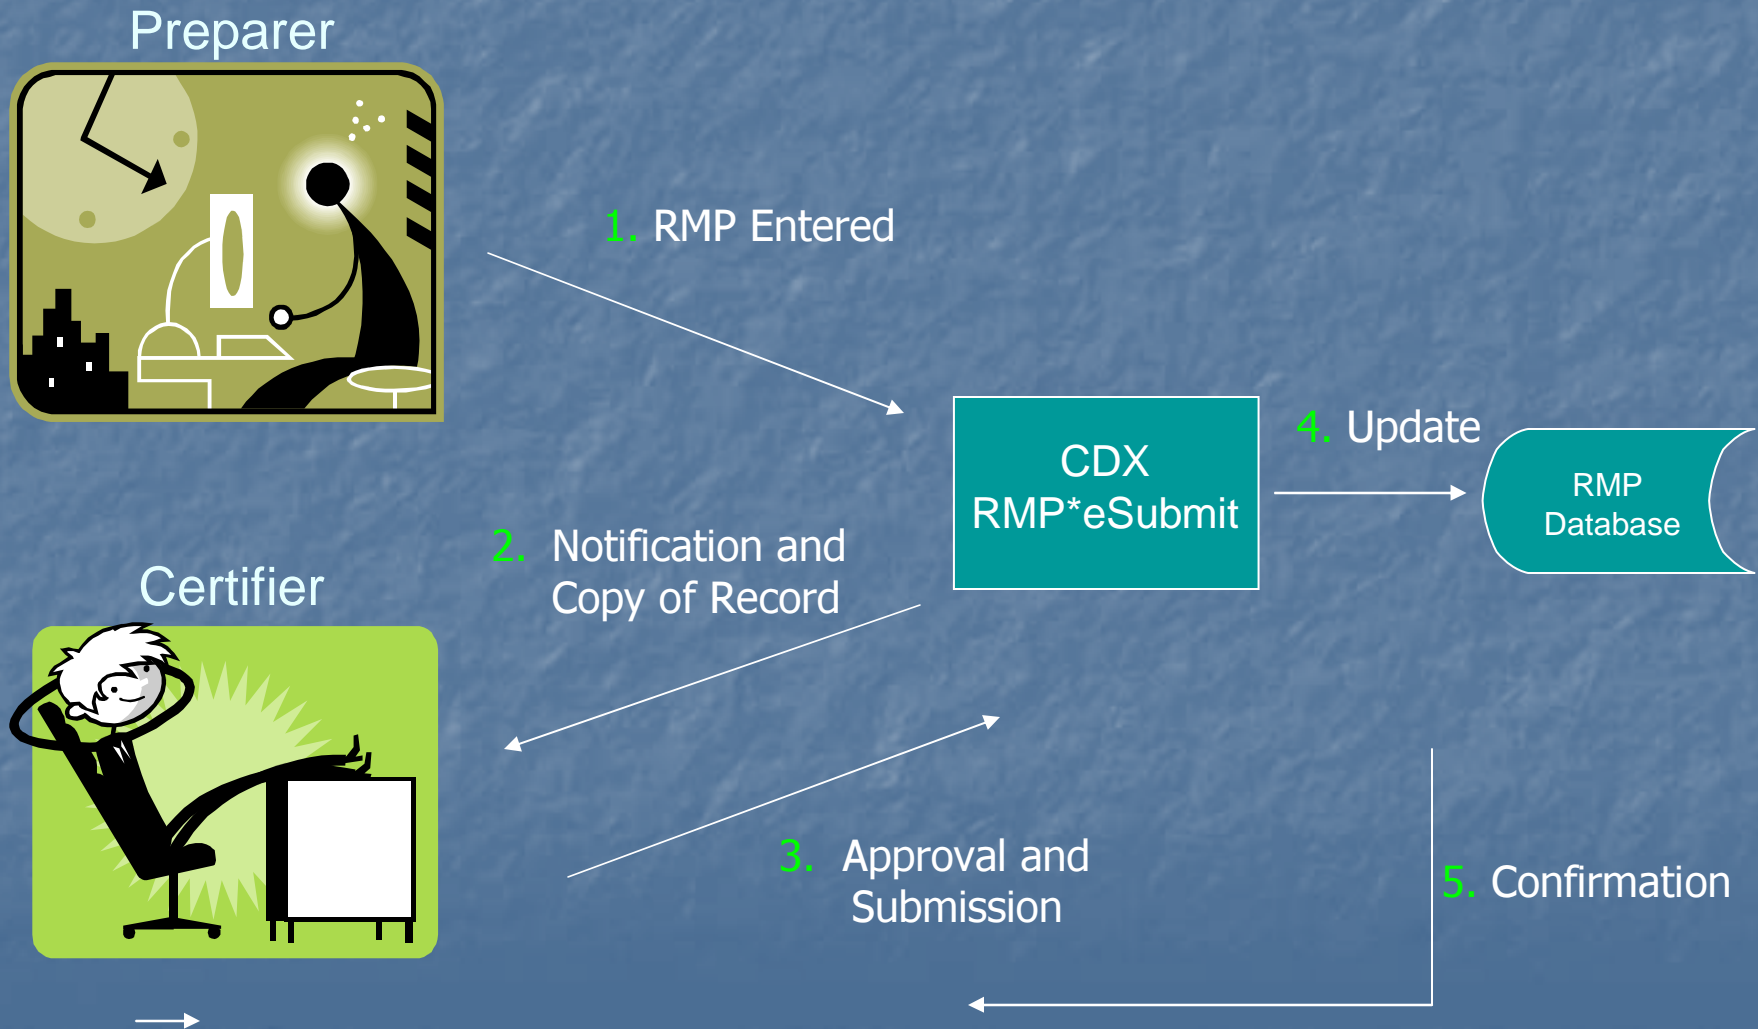 Preparer
1. RMP Entered
CDX
RMP*eSubmit
4. Update
RMP
Database
2. Notification and
Copy of Record
Certifier
3. Approval and
Submission
5. Confirmation